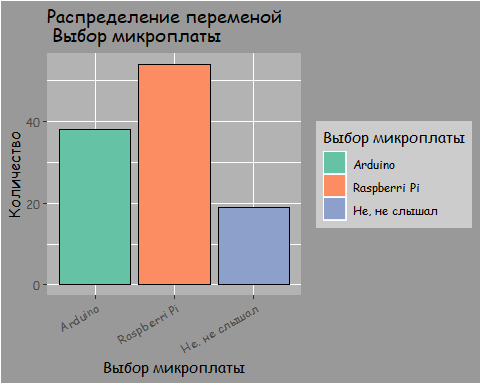 Распределение переменой
Выбор микроплаты
Количество
40
20
0
Arduino
Raspberri Pi
Не, не слышал
Выбор микроплаты
Выбор микроплаты
Arduino
Raspberri Pi
Не, не слышал